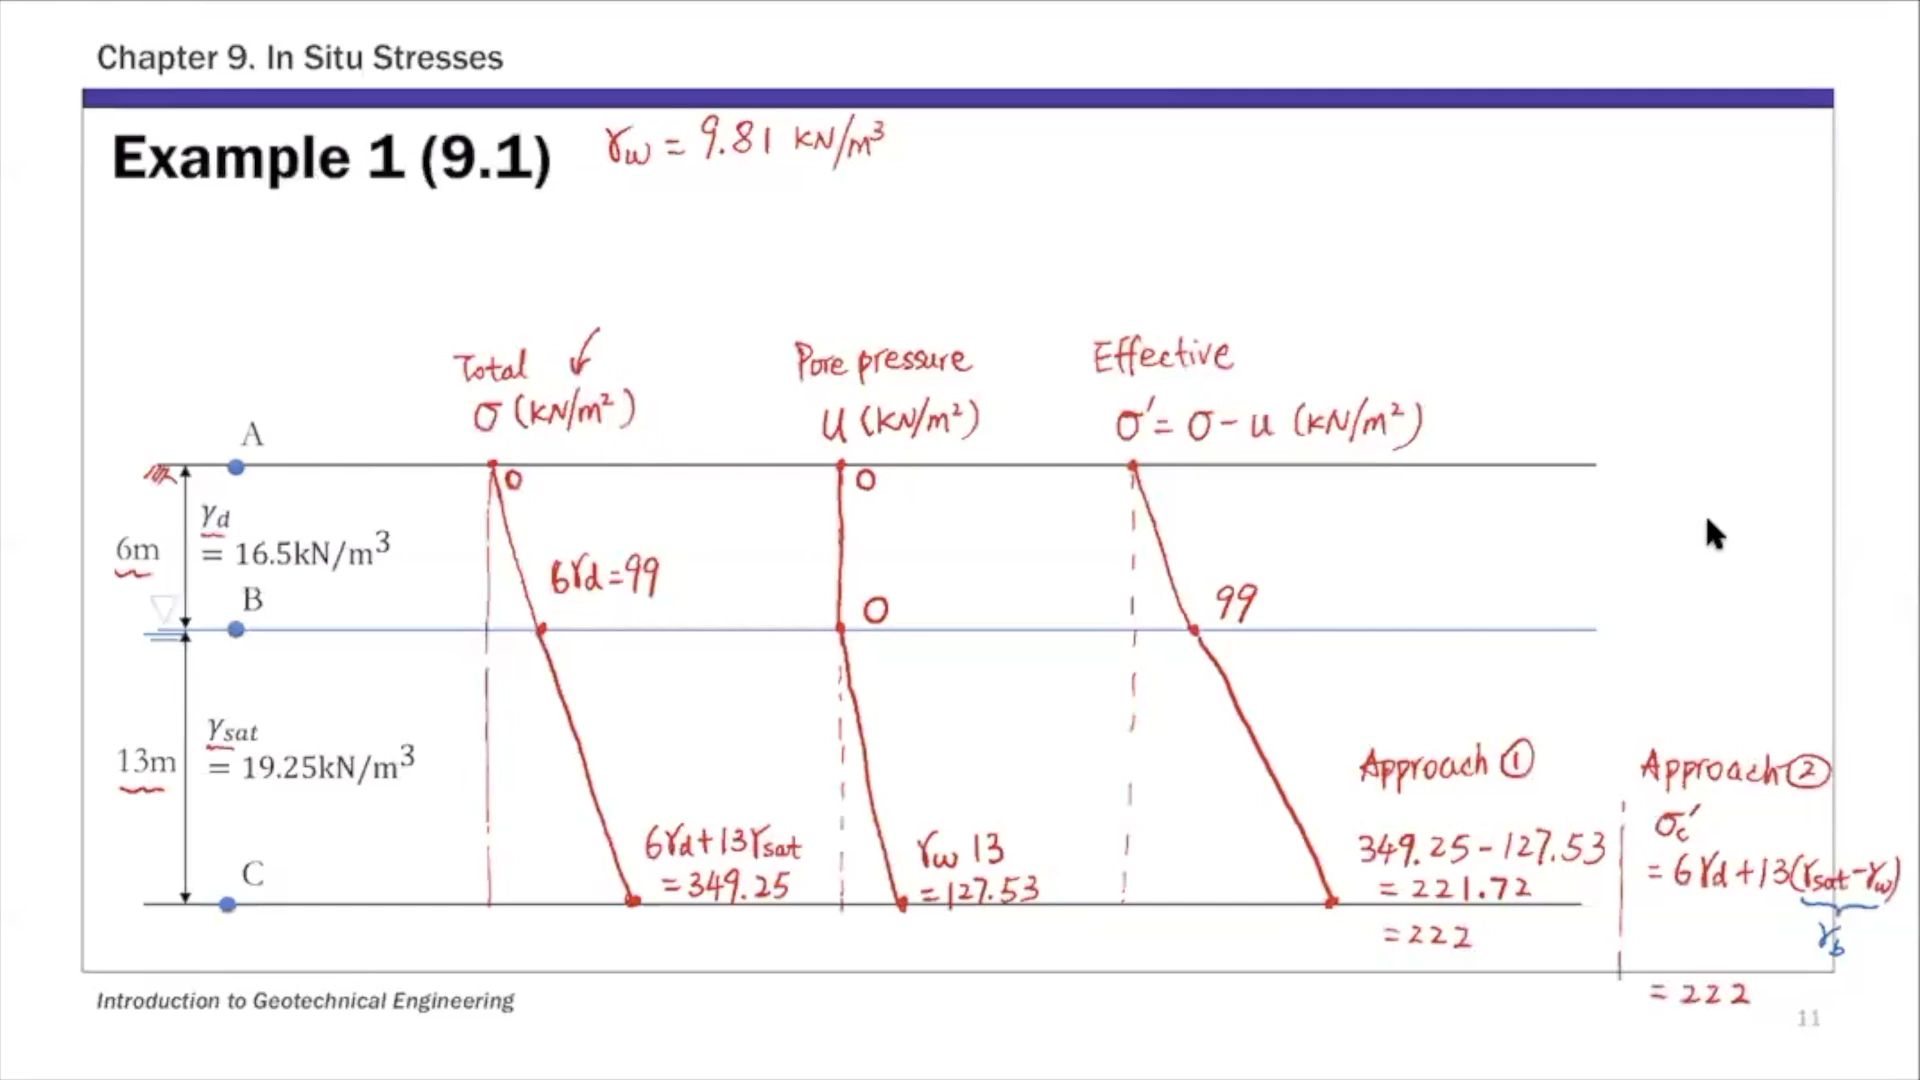 Chapter 9. In Situ Stresses
Example 1 (9.1)
γw = 9.81 kN/m³
Total
σ (kN/m²)
Pore pressure
u (kN/m²)
Effective
σ' = σ - u (kN/m²)
A
0
0
γd
= 16.5kN/m³
6m
6γd = 99
B
0
99
γsat
= 19.25kN/m³
13m
C
6γd + 13γsat
= 349.25
γw 13
= 127.53
Approach ①
349.25 - 127.53
= 221.72
= 222
Approach ②
σc'
= 6γd + 13(γsat - γw)
γb
= 222
Introduction to Geotechnical Engineering
11